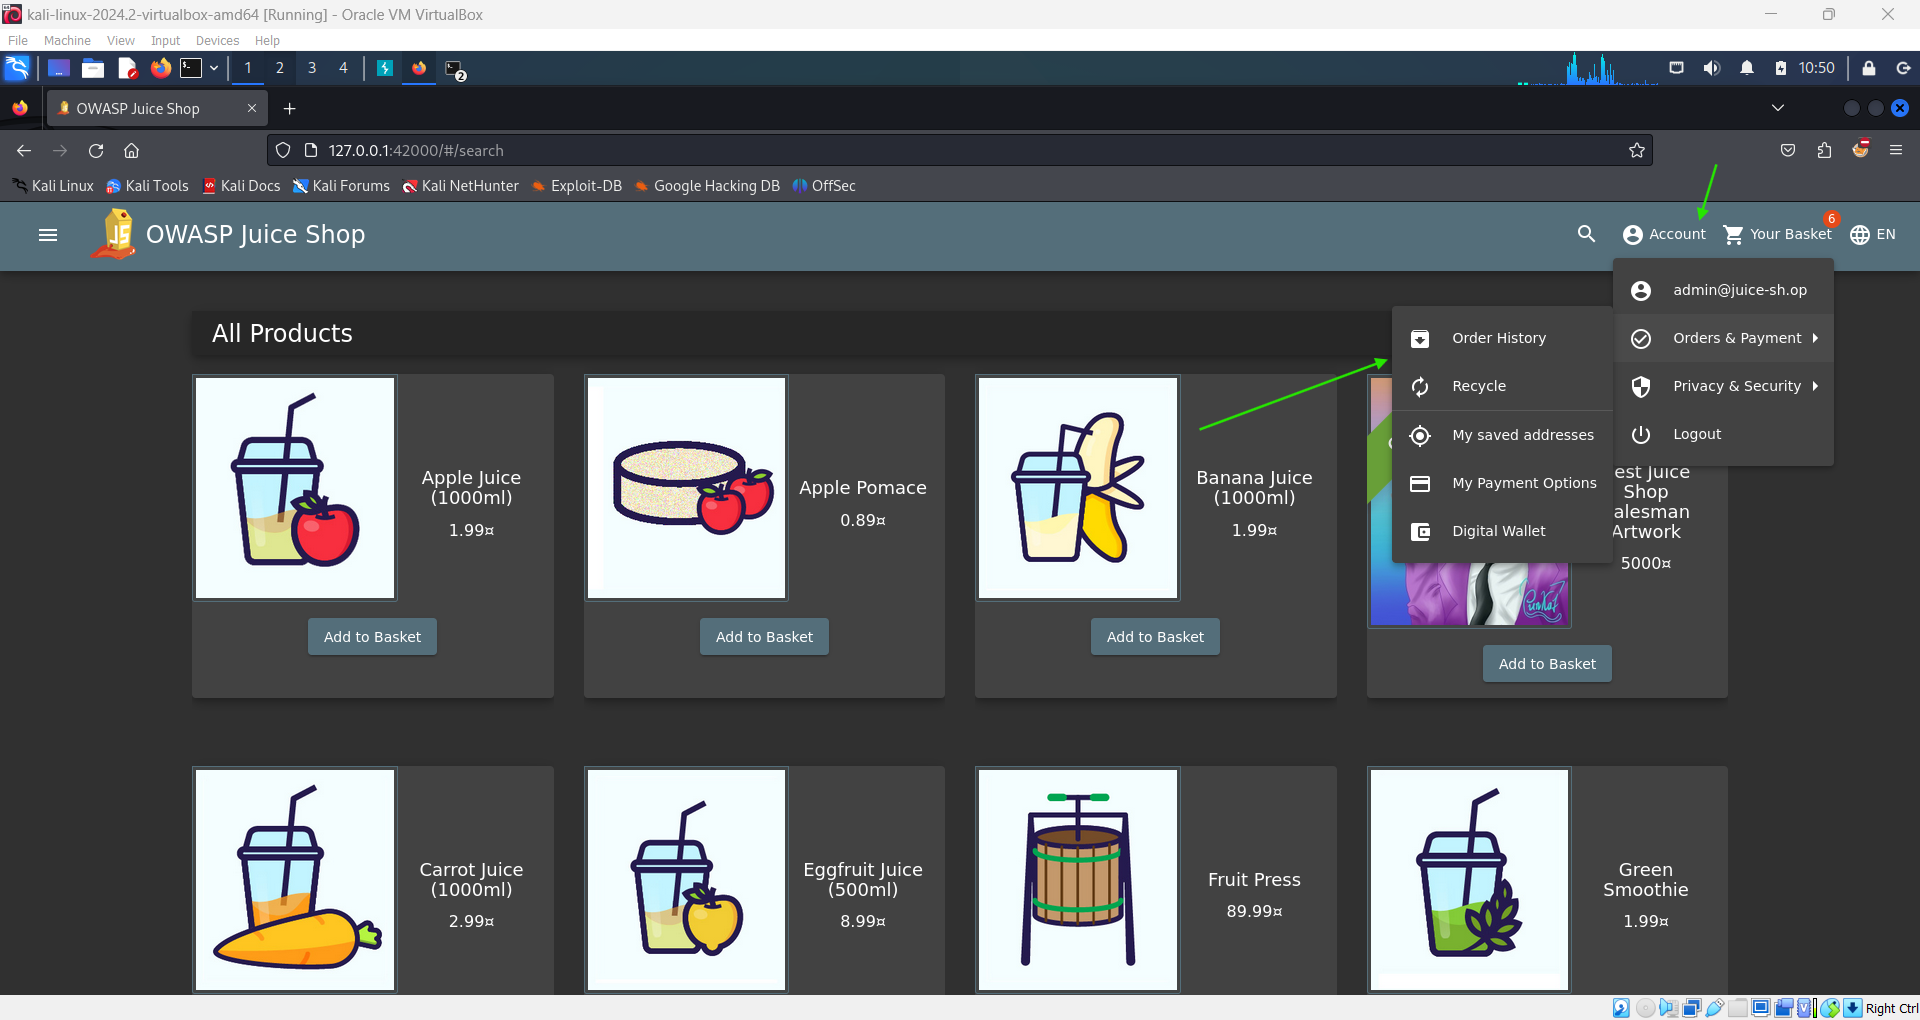 kali-linux-2024.2-virtualbox-amd64 [Running] - Oracle VM VirtualBox
File Machine View Input Devices Help
1 2 3 4 2 10:50
OWASP Juice Shop
127.0.0.1:42000/#/search
Kali Linux Kali Tools Kali Docs Kali Forums Kali NetHunter Exploit-DB Google Hacking DB OffSec
OWASP Juice Shop Account Your Basket 6 EN
admin@juice-sh.op
Orders & Payment
Privacy & Security
Logout
Order History
Recycle
My saved addresses
My Payment Options
Digital Wallet
All Products
Apple Juice
(1000ml)
1.99¤
Add to Basket
Apple Pomace
0.89¤
Add to Basket
Banana Juice
(1000ml)
1.99¤
Add to Basket
est Juice
Shop
alesman
Artwork
5000¤
Add to Basket
Carrot Juice
(1000ml)
2.99¤
Eggfruit Juice
(500ml)
8.99¤
Fruit Press
89.99¤
Green
Smoothie
1.99¤
Right Ctrl